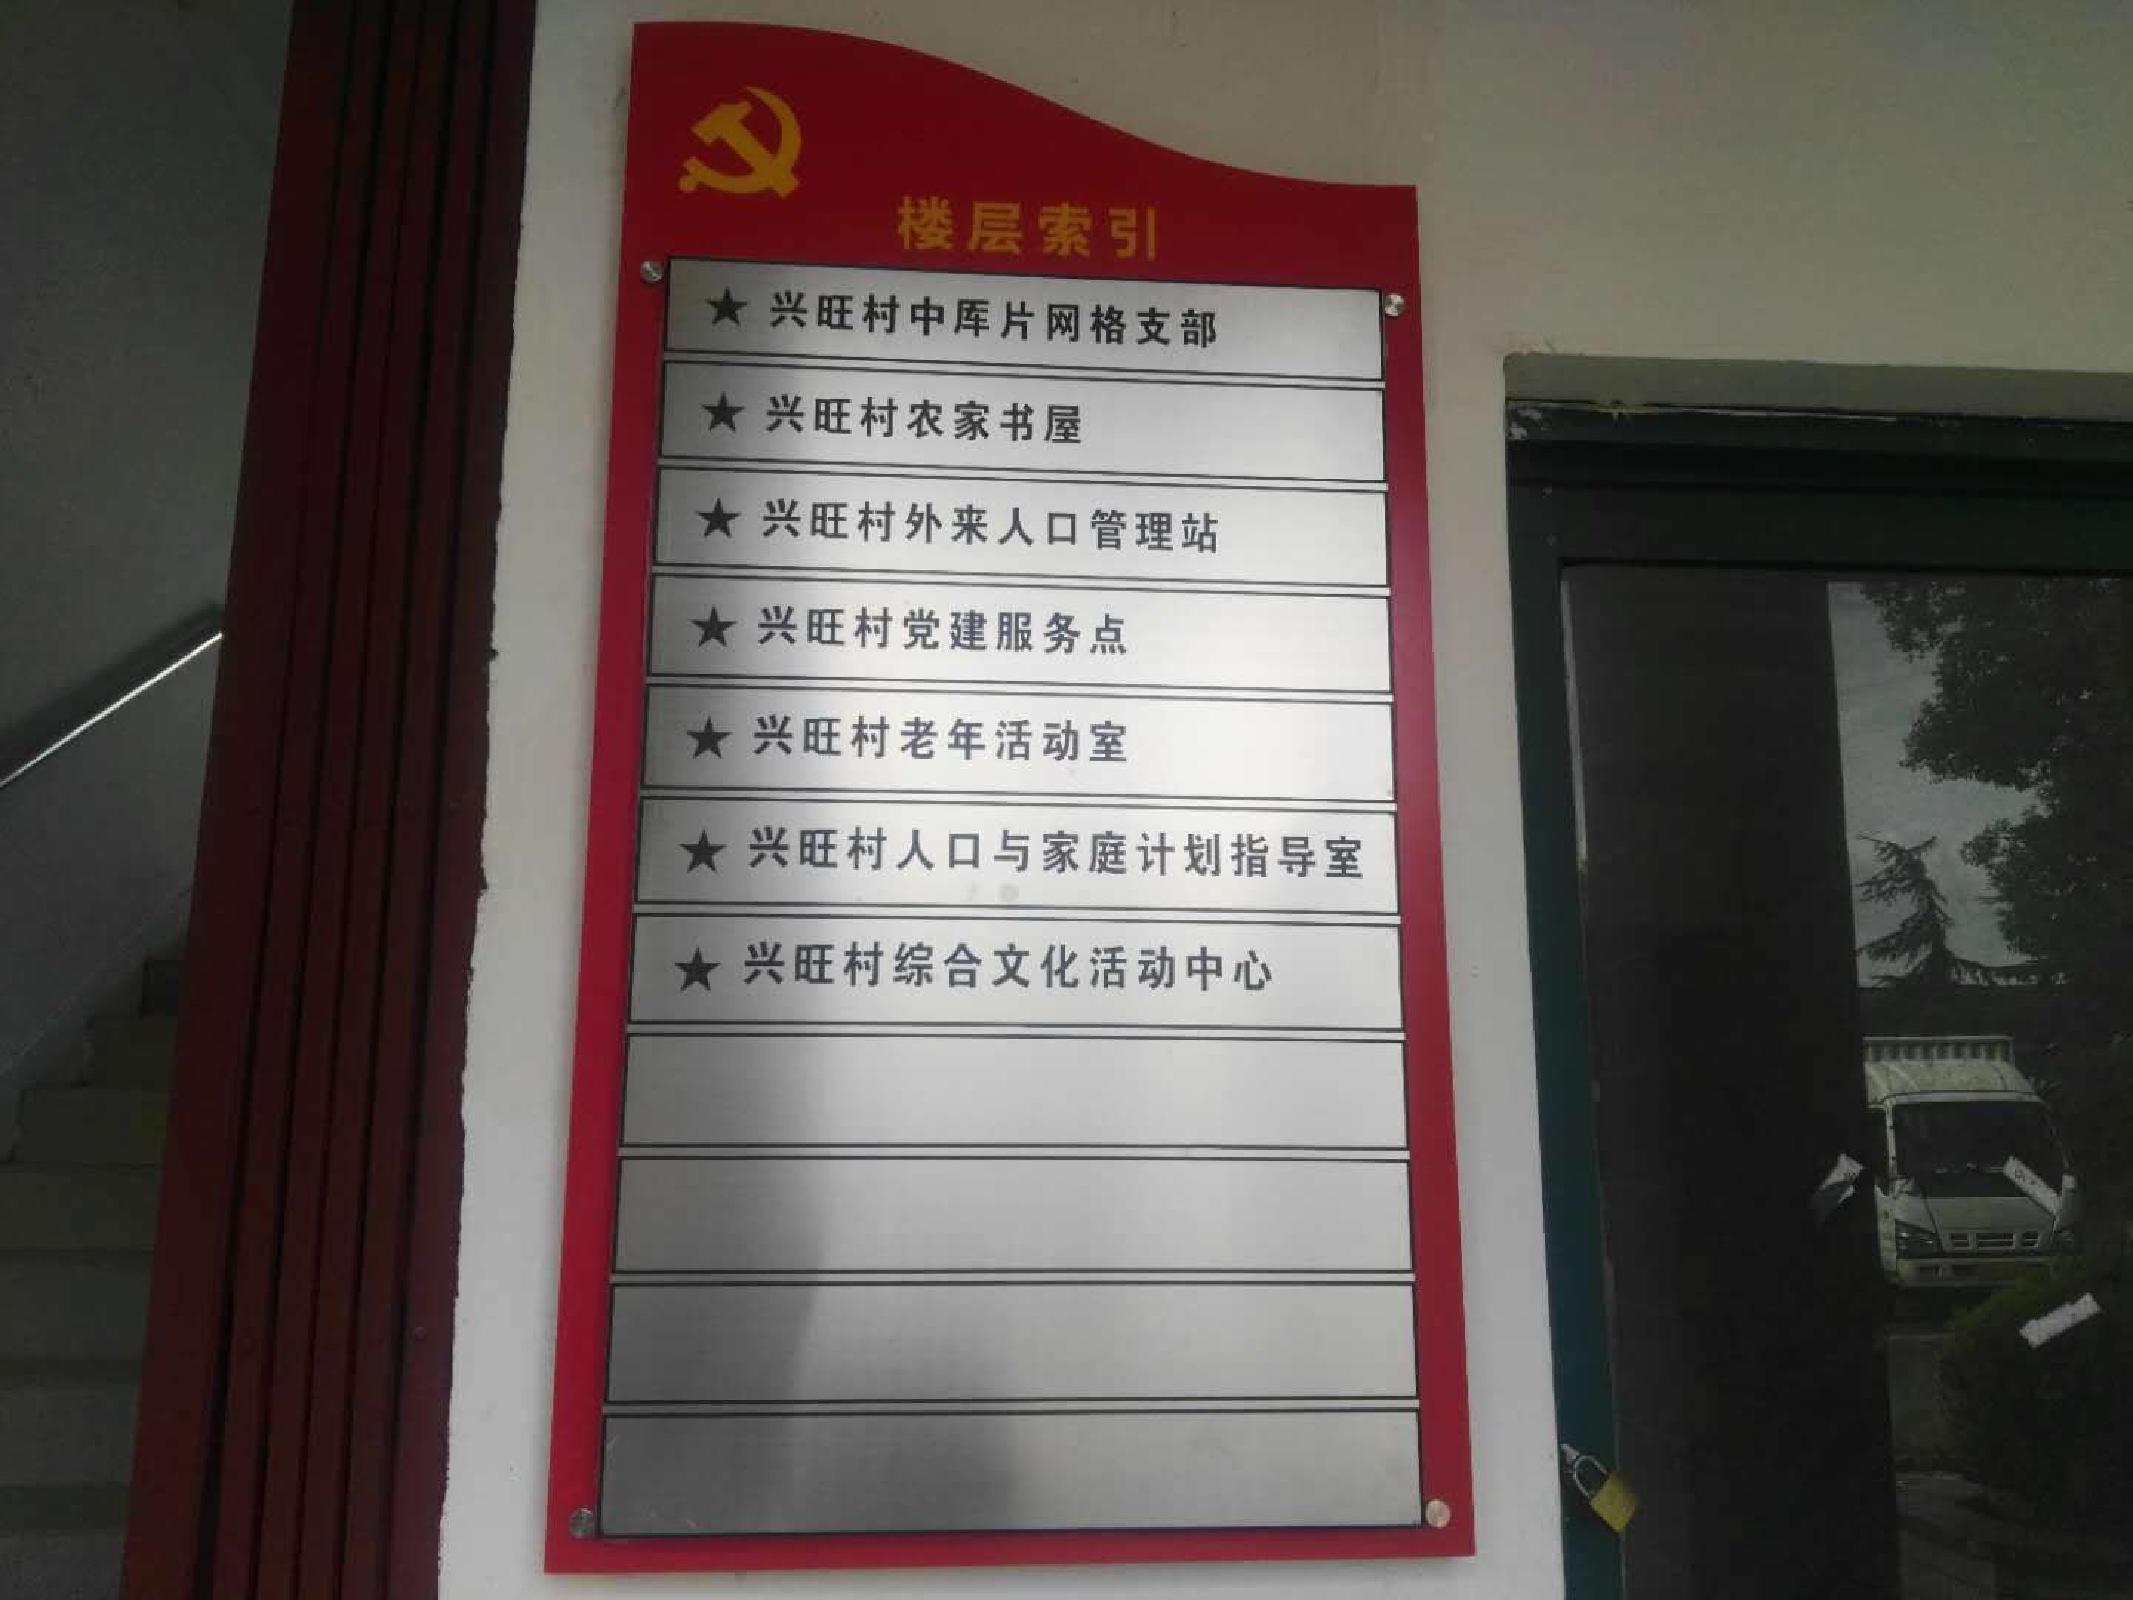 楼层索引
★ 兴旺村中厍片网格支部
★ 兴旺村农家书屋
★ 兴旺村外来人口管理站
★ 兴旺村党建服务点
★ 兴旺村老年活动室
★ 兴旺村人口与家庭计划指导室
★ 兴旺村综合文化活动中心